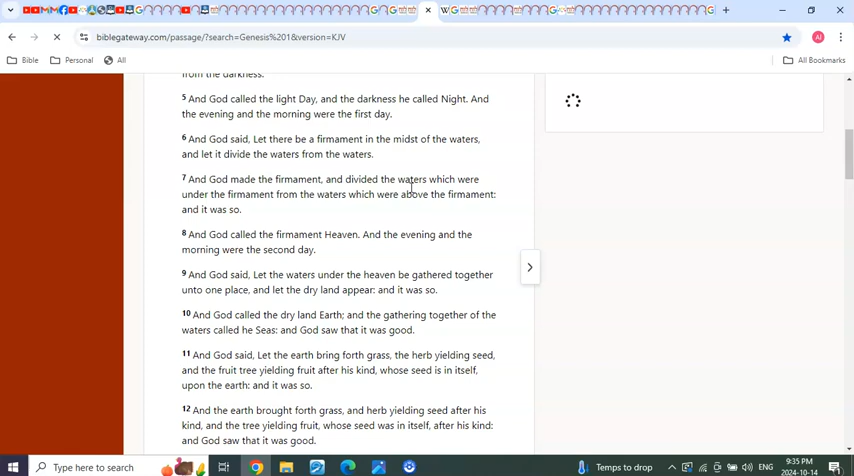 biblegateway.com/passage/?search=Genesis%201&version=KJV
AI
Bible Personal All All Bookmarks
from the darkness.
5 And God called the light Day, and the darkness he called Night. And
the evening and the morning were the first day.
6 And God said, Let there be a firmament in the midst of the waters,
and let it divide the waters from the waters.
7 And God made the firmament, and divided the waters which were
under the firmament from the waters which were above the firmament:
and it was so.
8 And God called the firmament Heaven. And the evening and the
morning were the second day.
9 And God said, Let the waters under the heaven be gathered together
unto one place, and let the dry land appear: and it was so.
10 And God called the dry land Earth; and the gathering together of the
waters called he Seas: and God saw that it was good.
11 And God said, Let the earth bring forth grass, the herb yielding seed,
and the fruit tree yielding fruit after his kind, whose seed is in itself,
upon the earth: and it was so.
12 And the earth brought forth grass, and herb yielding seed after his
kind, and the tree yielding fruit, whose seed was in itself, after his kind:
and God saw that it was good.
Type here to search
Temps to drop
ENG
9:35 PM
2024-10-14